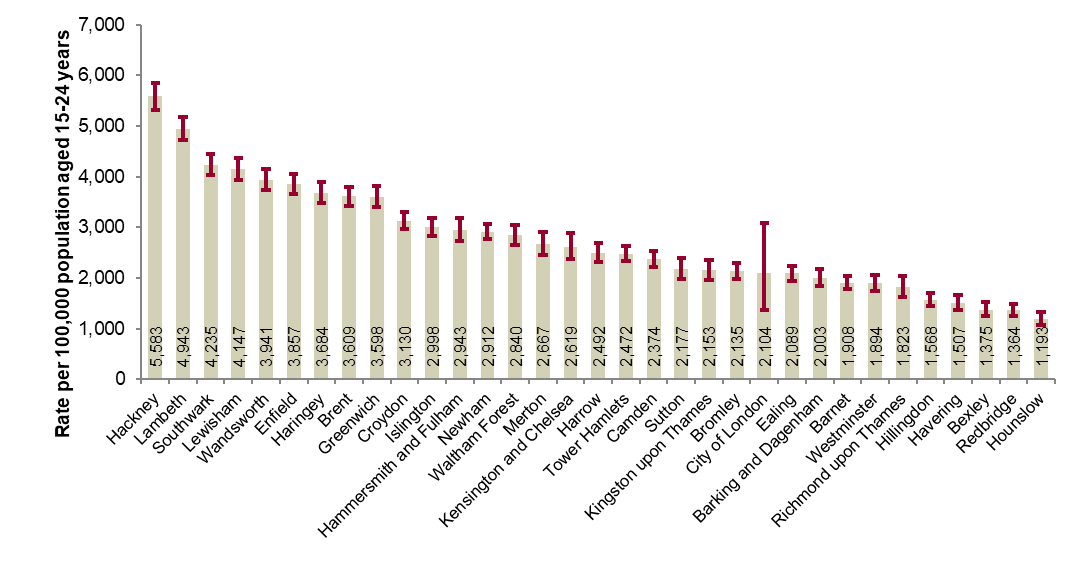 Rate per 100,000 population aged 15-24 years
7,000
6,000
5,000
4,000
3,000
2,000
1,000
0
5,583
4,943
4,235
4,147
3,941
3,857
3,684
3,609
3,598
3,130
2,998
2,943
2,912
2,840
2,667
2,619
2,492
2,472
2,374
2,177
2,153
2,135
2,104
2,089
2,003
1,908
1,894
1,823
1,568
1,507
1,375
1,364
1,193
Hackney
Lambeth
Southwark
Lewisham
Wandsworth
Enfield
Haringey
Brent
Greenwich
Croydon
Islington
Hammersmith and Fulham
Newham
Waltham Forest
Merton
Kensington and Chelsea
Harrow
Tower Hamlets
Camden
Sutton
Kingston upon Thames
Bromley
City of London
Ealing
Barking and Dagenham
Barnet
Westminster
Richmond upon Thames
Hillingdon
Havering
Bexley
Redbridge
Hounslow